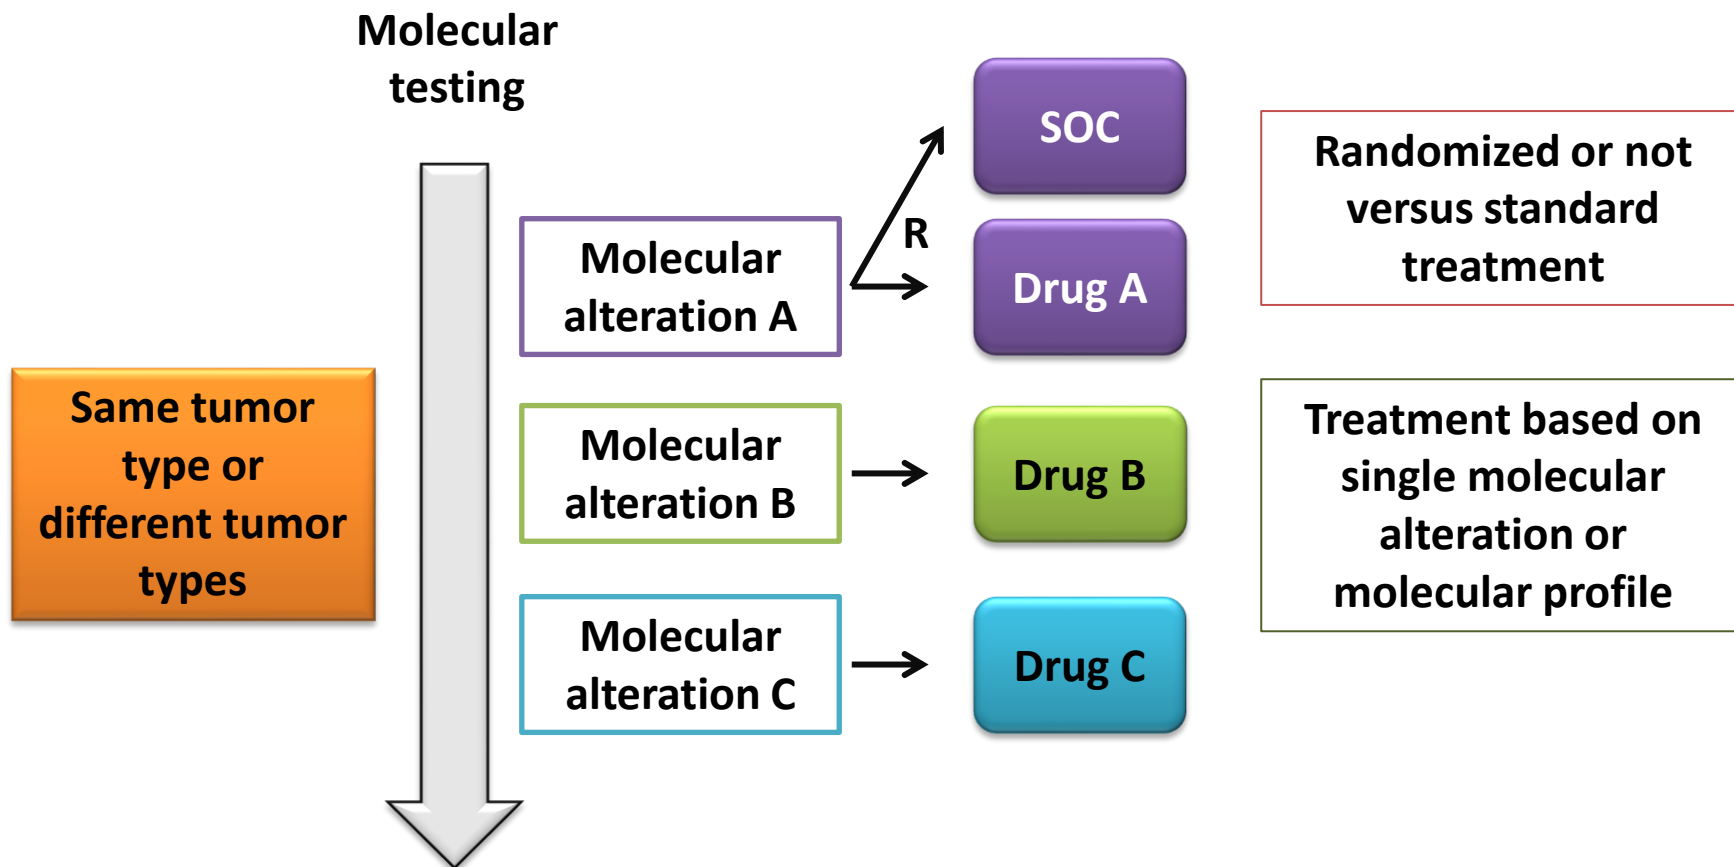 Molecular
testing
Same tumor
type or
different tumor
types
Molecular
alteration A
R
SOC
Drug A
Molecular
alteration B
Drug B
Molecular
alteration C
Drug C
Randomized or not
versus standard
treatment
Treatment based on
single molecular
alteration or
molecular profile